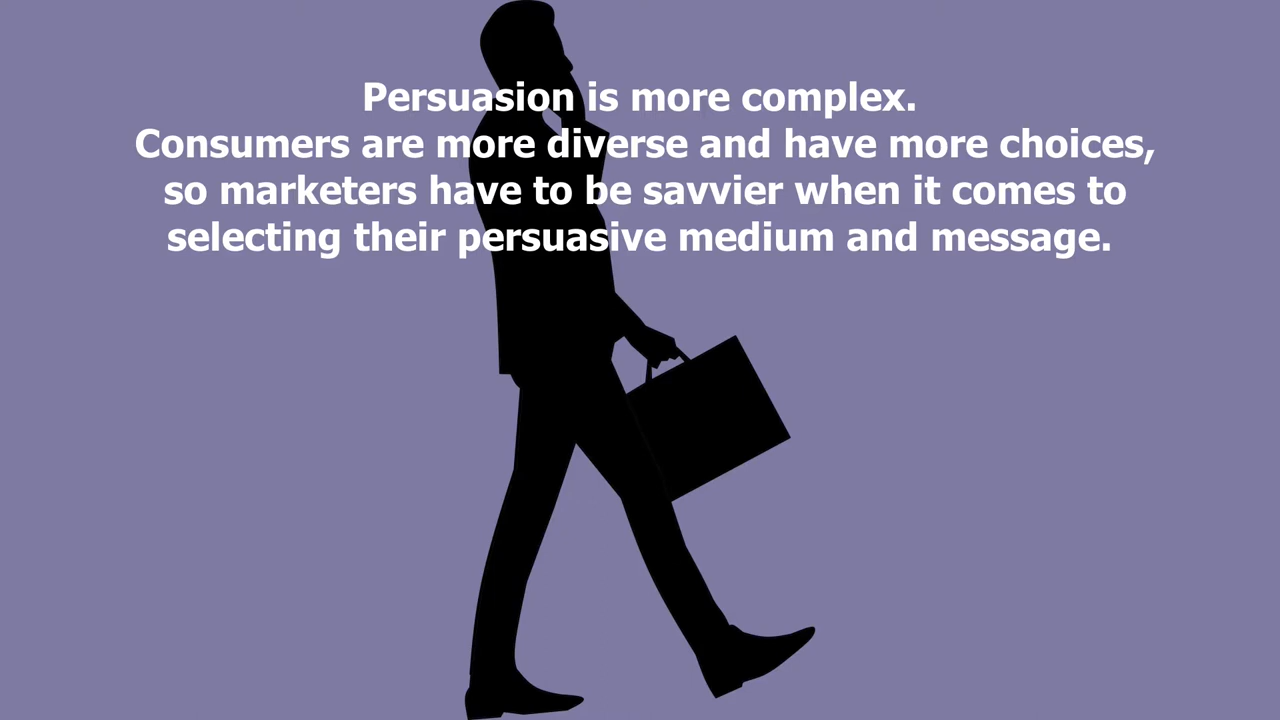 Persuasion is more complex.
Consumers are more diverse and have more choices,
so marketers have to be savvier when it comes to
selecting their persuasive medium and message.